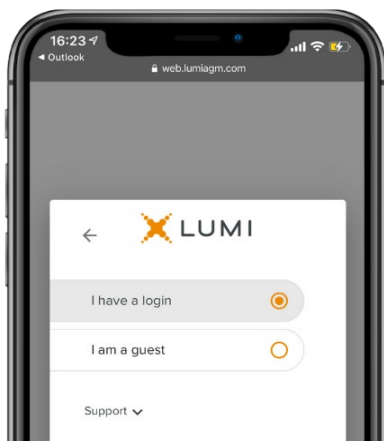 16:23
Outlook
web.lumiagm.com
LUMI
I have a login
I am a guest
Support